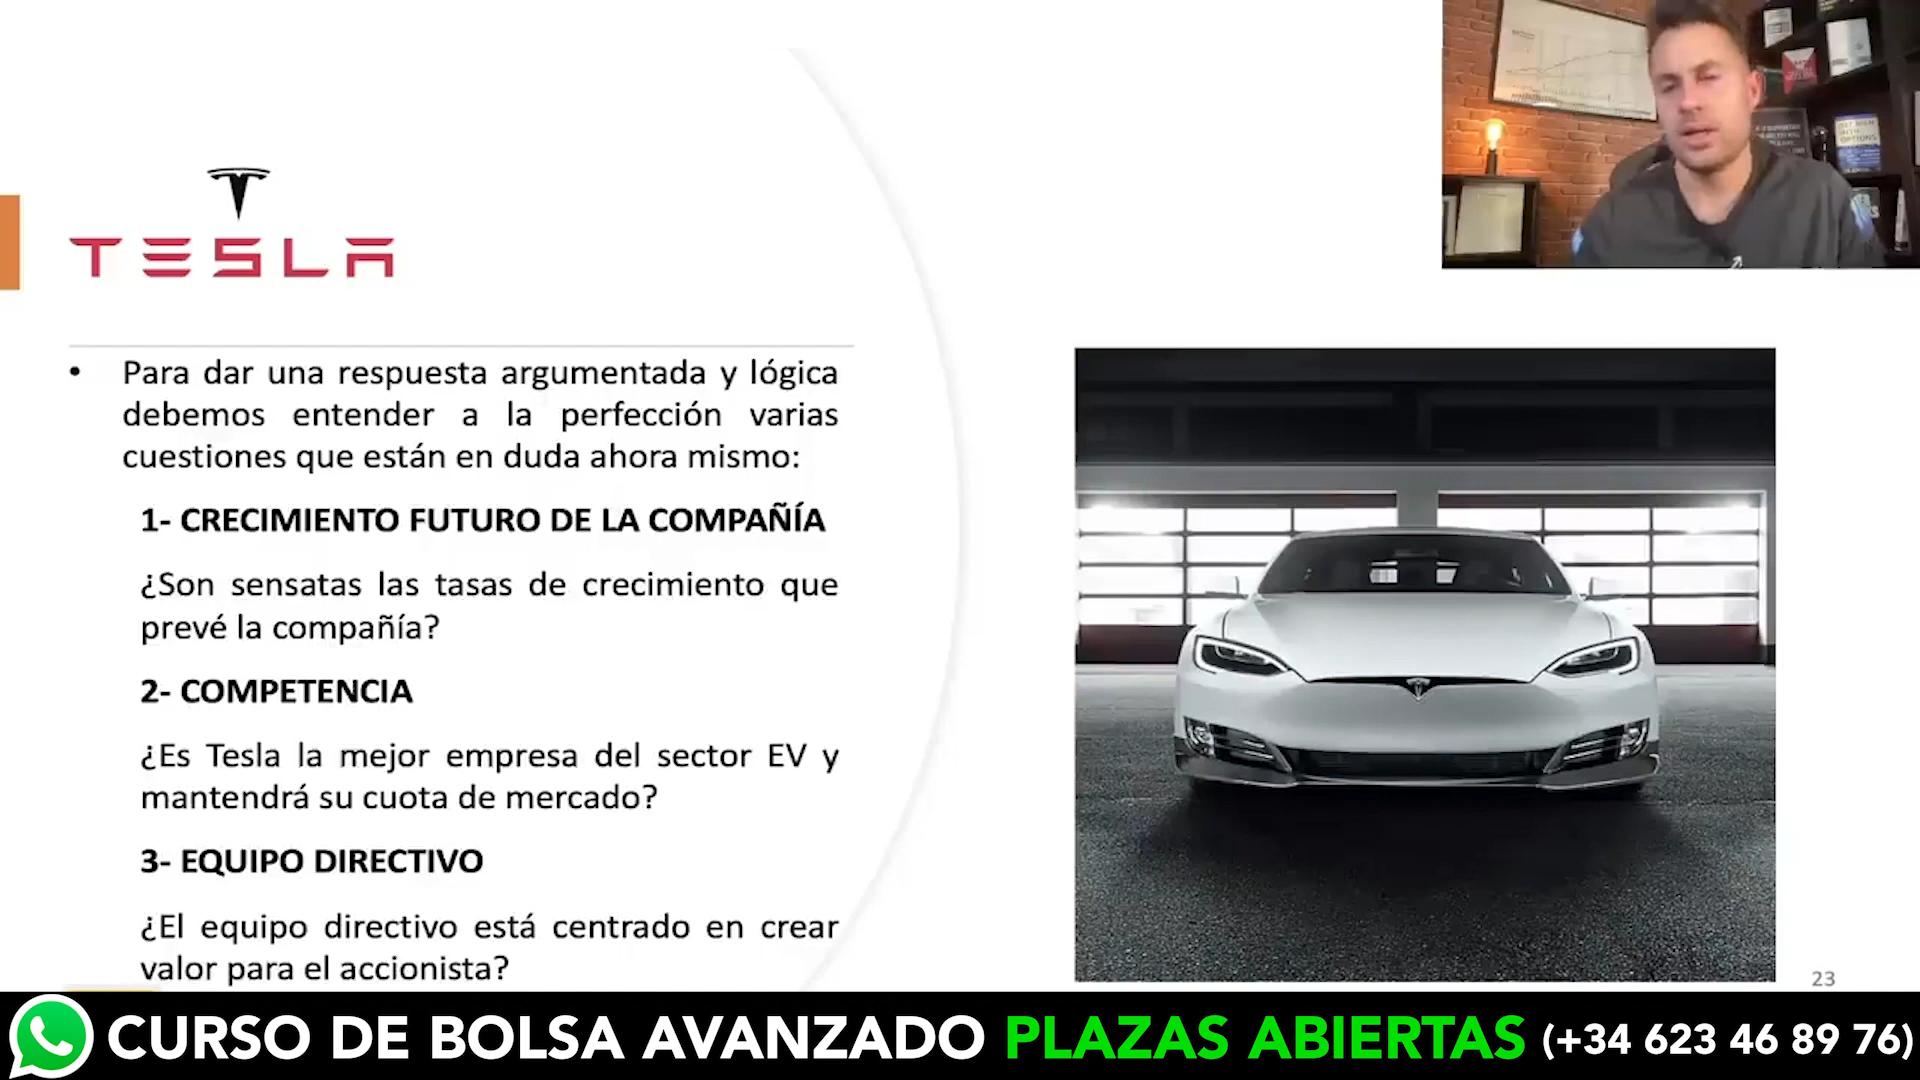 TESLA
• Para dar una respuesta argumentada y lógica
debemos entender a la perfección varias
cuestiones que están en duda ahora mismo:
1- CRECIMIENTO FUTURO DE LA COMPAÑÍA
¿Son sensatas las tasas de crecimiento que
prevé la compañía?
2- COMPETENCIA
¿Es Tesla la mejor empresa del sector EV y
mantendrá su cuota de mercado?
3- EQUIPO DIRECTIVO
¿El equipo directivo está centrado en crear
valor para el accionista?
23
CURSO DE BOLSA AVANZADO PLAZAS ABIERTAS (+34 623 46 89 76)